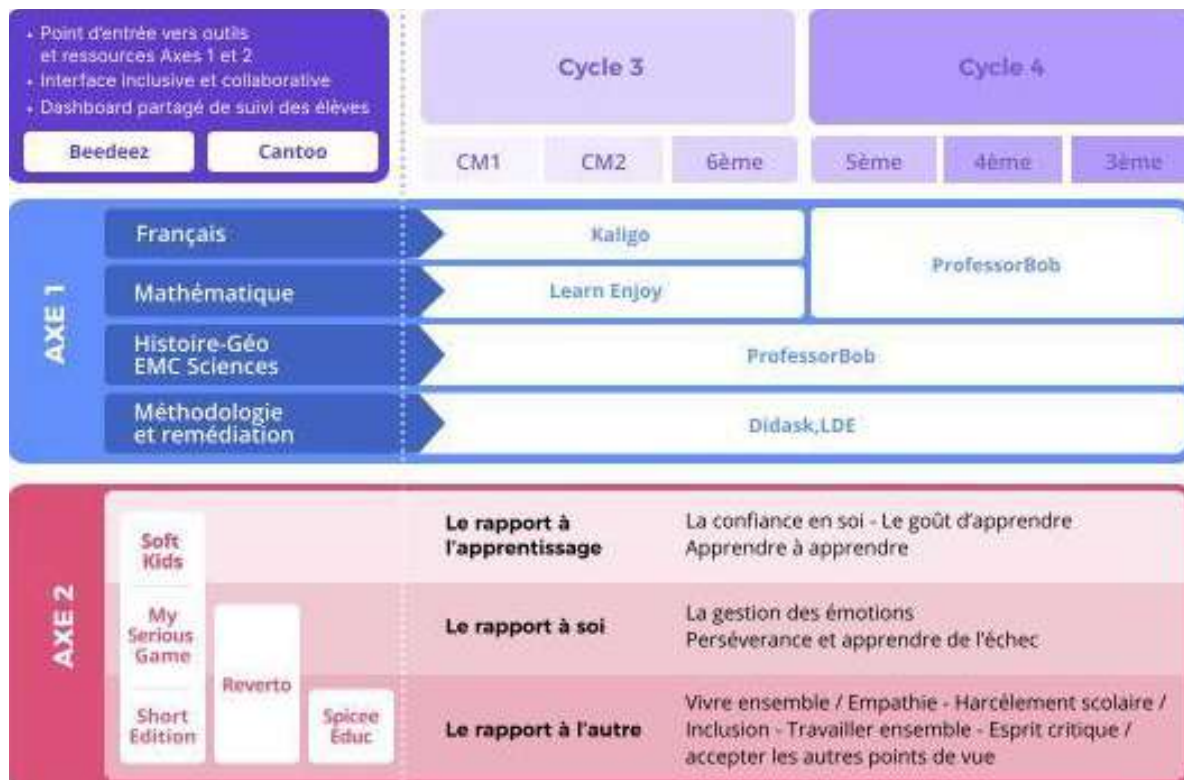 • Point d'entrée vers outils
et ressources Axes 1 et 2
• Interface inclusive et collaborative
• Dashboard partagé de suivi des élèves
Beedeez
Cantoo
Cycle 3
Cycle 4
CM1
CM2
6ème
5ème
4ème
3ème
AXE 1
Français
Kaligo
ProfessorBob
Mathématique
Learn Enjoy
Histoire-Géo
EMC Sciences
ProfessorBob
Méthodologie
et remédiation
Didask,LDE
AXE 2
Soft
Kids
My
Serious
Game
Short
Edition
Reverto
Spicee
Éduc
Le rapport à
l'apprentissage
La confiance en soi - Le goût d'apprendre
Apprendre à apprendre
Le rapport à soi
La gestion des émotions
Perséverance et apprendre de l'échec
Le rapport à l'autre
Vivre ensemble / Empathie - Harcèlement scolaire /
Inclusion - Travailler ensemble - Esprit critique /
accepter les autres points de vue